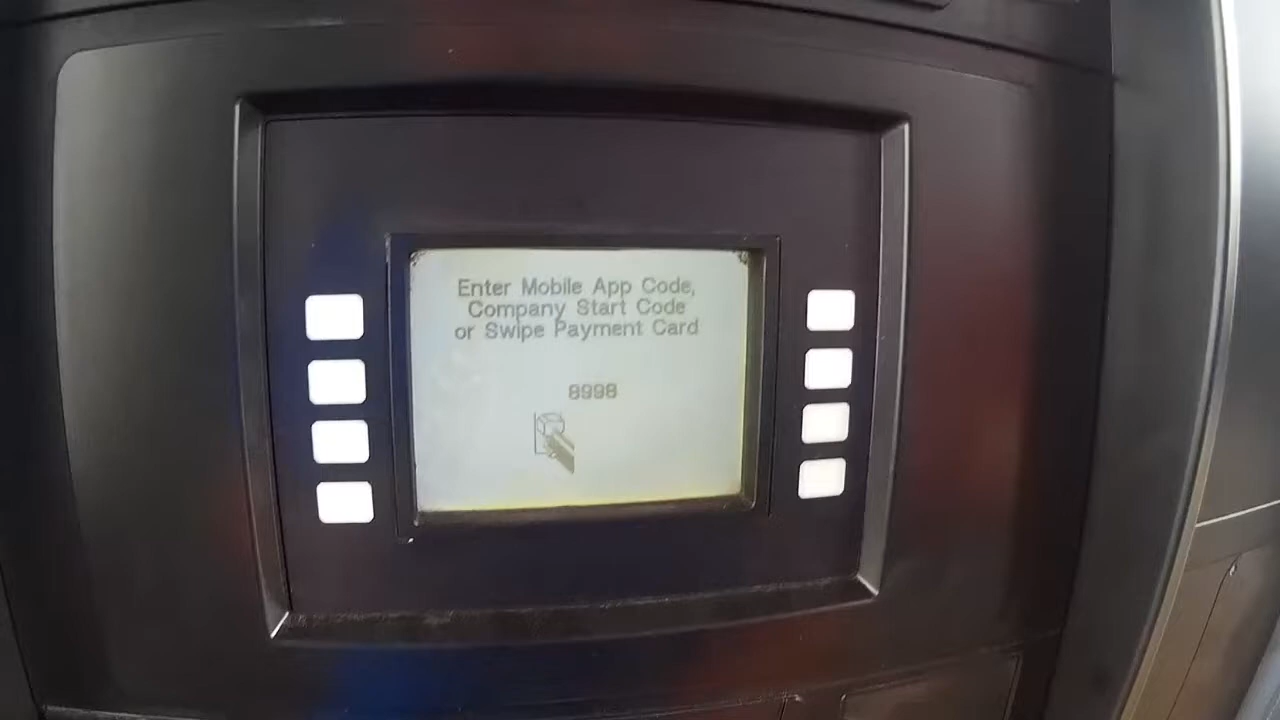 Enter Mobile App Code,
Company Start Code
or Swipe Payment Card
8998